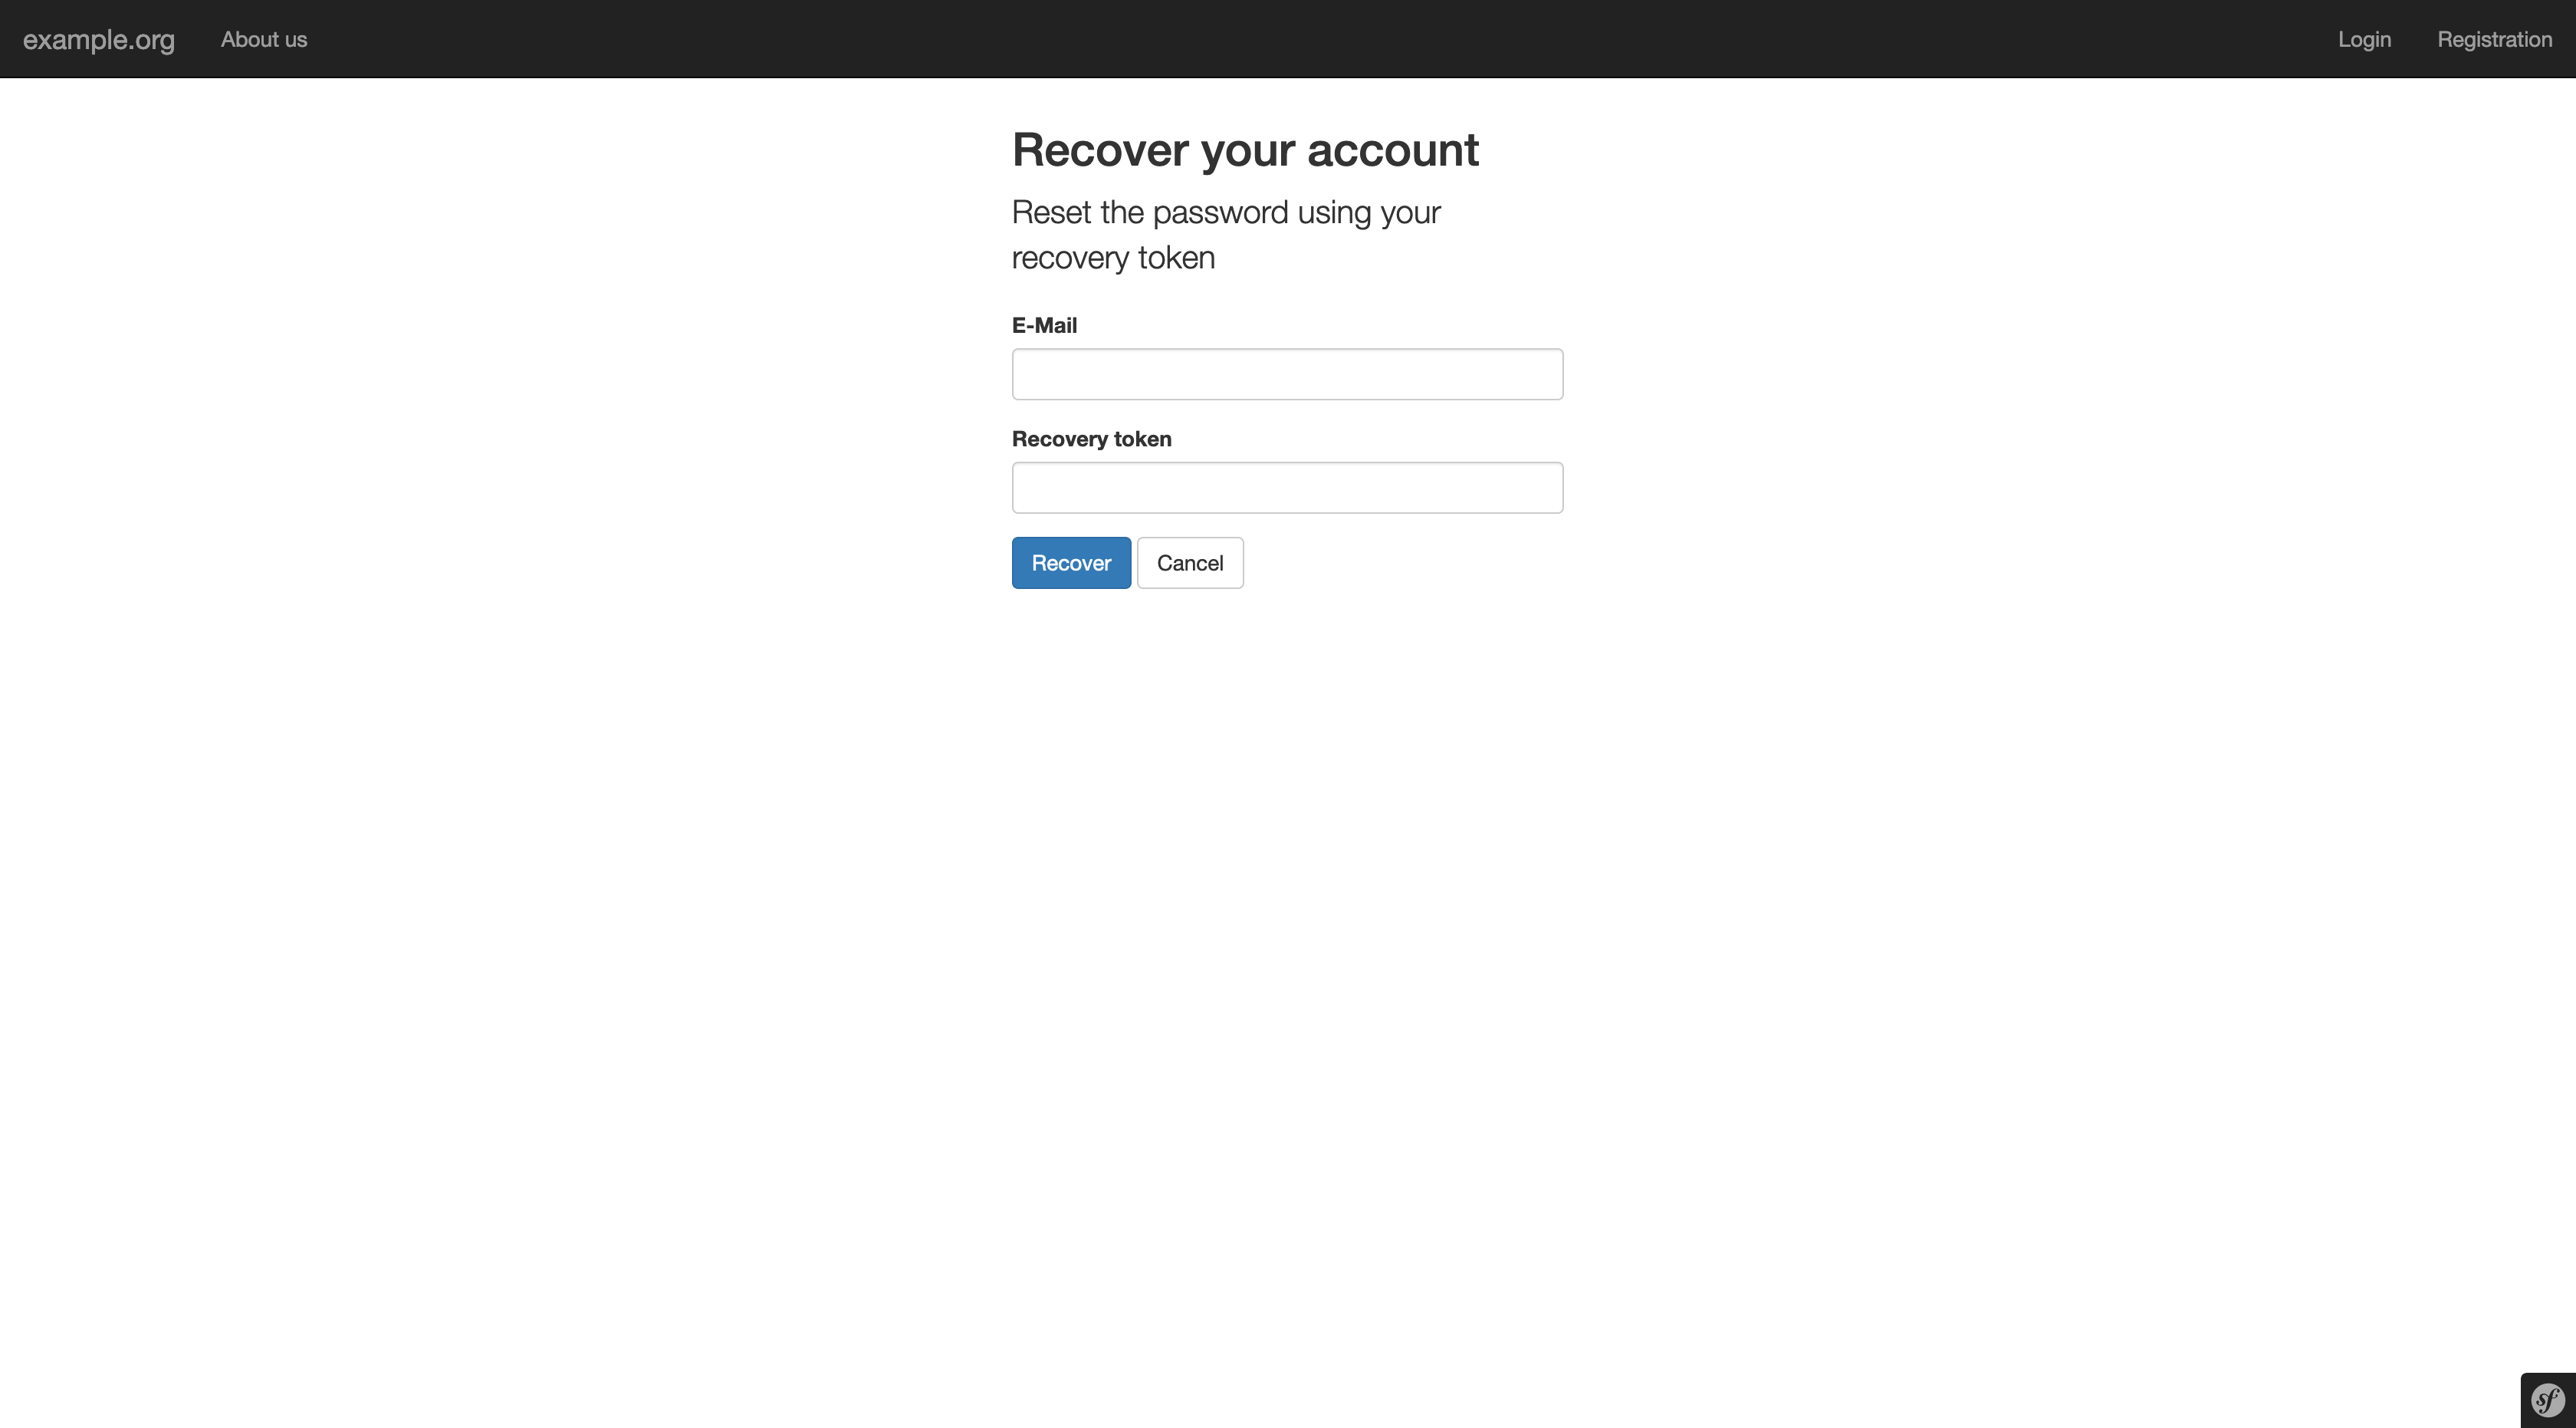 example.org About us Login Registration
Recover your account
Reset the password using your
recovery token
E-Mail
Recovery token
Recover Cancel
sf